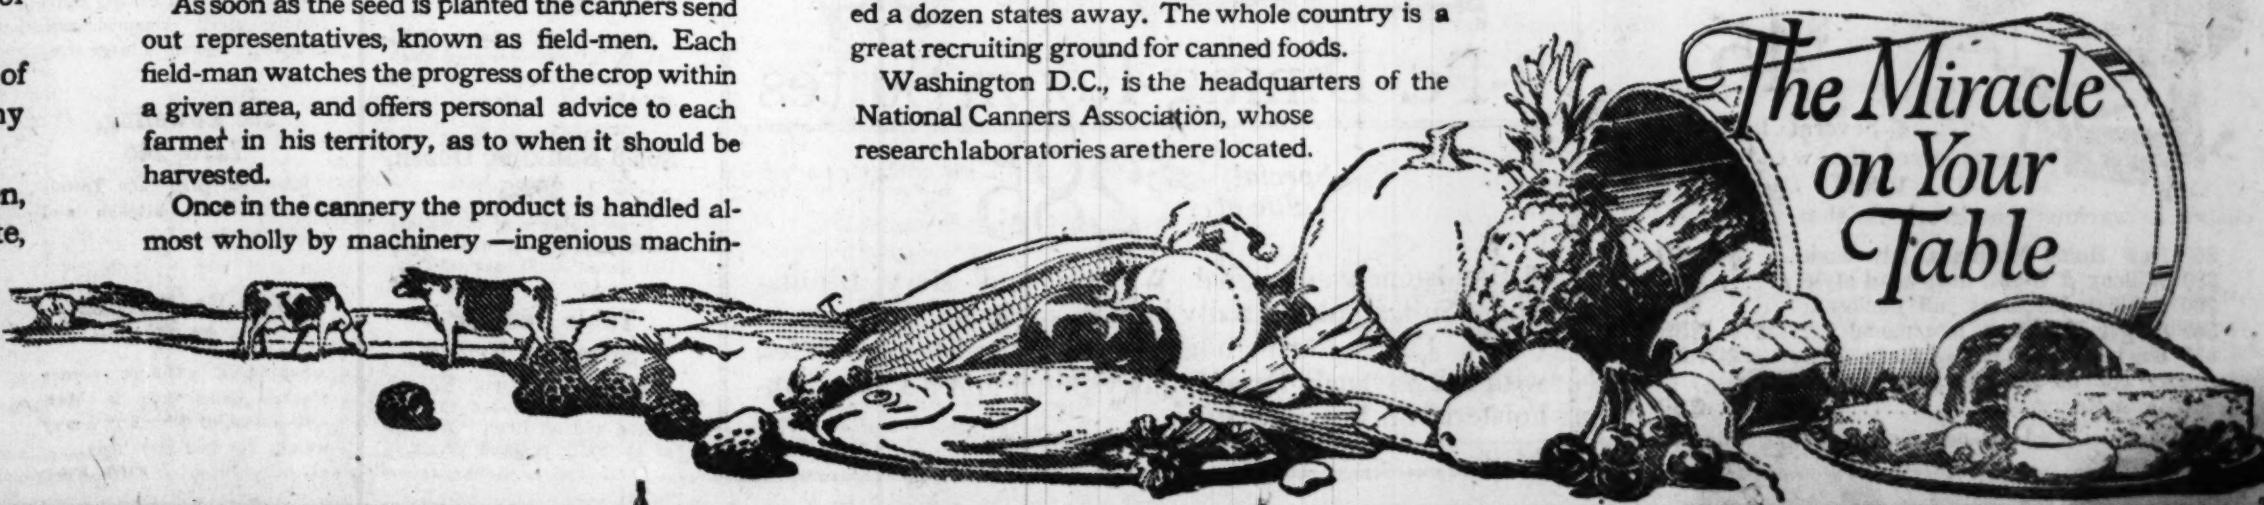 of
ny
n,
te,
As soon as the seed is planted the canners send
out representatives, known as field-men. Each
field-man watches the progress of the crop within
a given area, and offers personal advice to each
farmer in his territory, as to when it should be
harvested.
Once in the cannery the product is handled al-
most wholly by machinery—ingenious machin-
ed a dozen states away. The whole country is a
great recruiting ground for canned foods.
Washington D.C., is the headquarters of the
National Canners Association, whose
research laboratories are there located.
The Miracle
on Your
Table